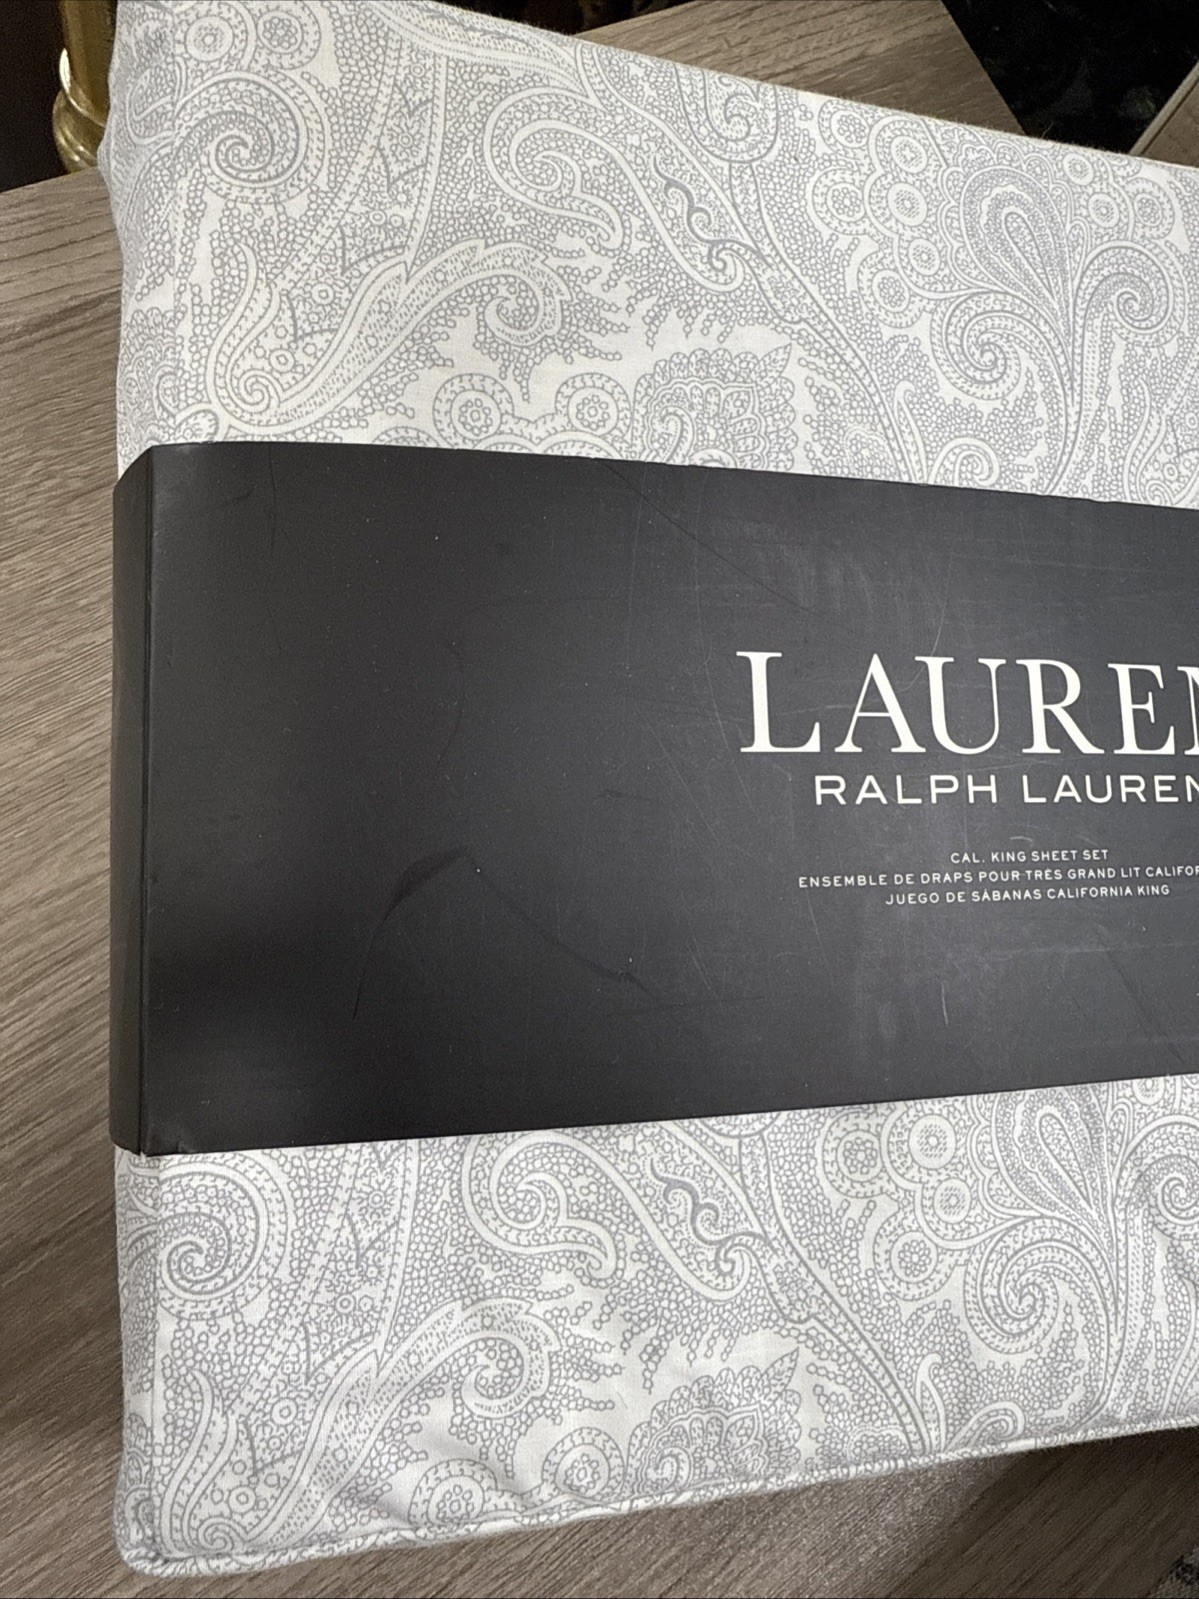 LAUREN
RALPH LAUREN
CAL. KING SHEET SET
ENSEMBLE DE DRAPS POUR TRÈS GRAND LIT CALIFOR
JUEGO DE SÁBANAS CALIFORNIA KING